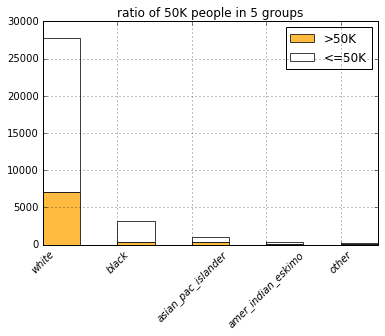 ratio of 50K people in 5 groups
30000
25000
20000
15000
10000
5000
0
>50K
<=50K
white
black
asian_pac_islander
amer_indian_eskimo
other